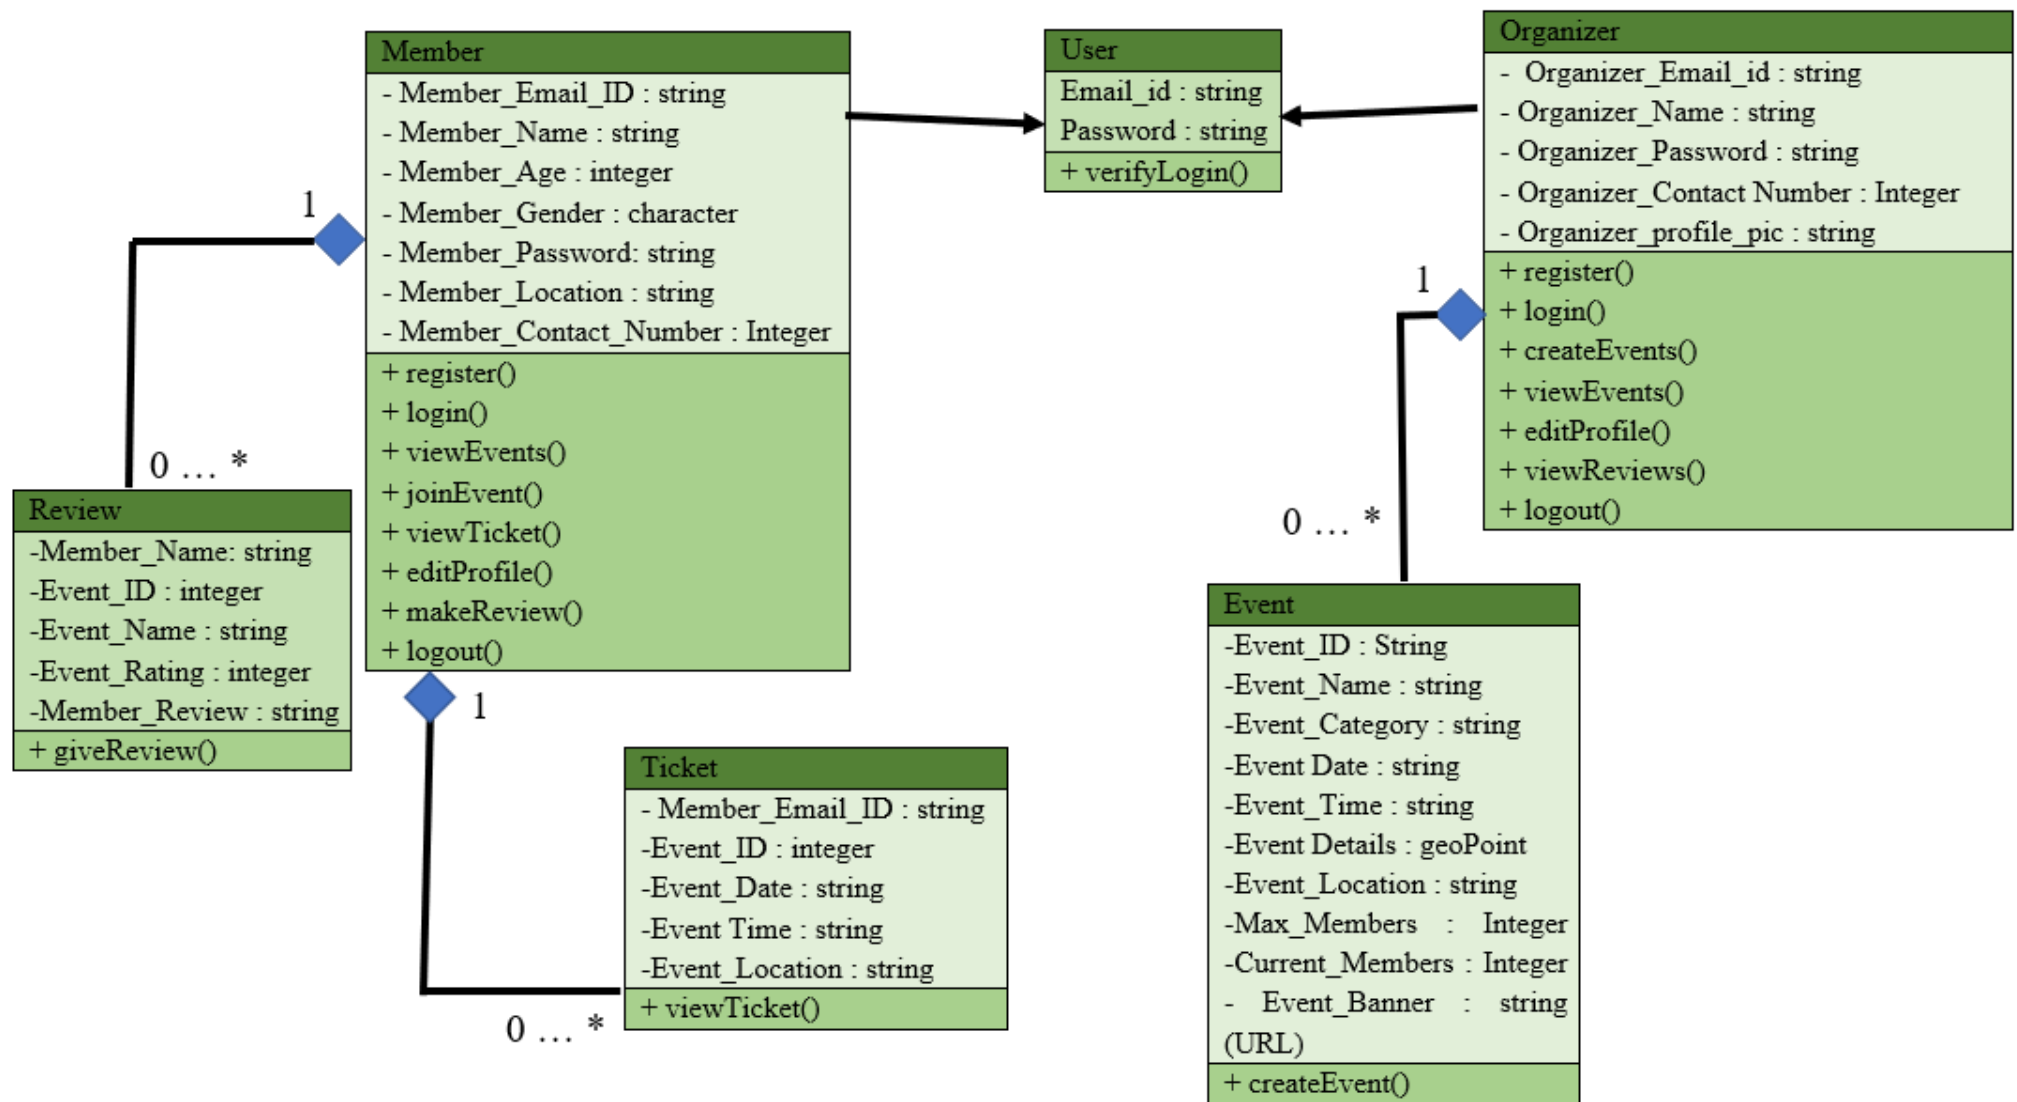 Member
- Member_Email_ID : string
- Member_Name : string
- Member_Age : integer
- Member_Gender : character
- Member_Password: string
- Member_Location : string
- Member_Contact_Number : Integer
+ register()
+ login()
+ viewEvents()
+ joinEvent()
+ viewTicket()
+ editProfile()
+ makeReview()
+ logout()
User
Email_id : string
Password : string
+ verifyLogin()
Organizer
- Organizer_Email_id : string
- Organizer_Name : string
- Organizer_Password : string
- Organizer_Contact Number : Integer
- Organizer_profile_pic : string
+ register()
+ login()
+ createEvents()
+ viewEvents()
+ editProfile()
+ viewReviews()
+ logout()
1
0 ... *
Review
-Member_Name: string
-Event_ID : integer
-Event_Name : string
-Event_Rating : integer
-Member_Review : string
+ giveReview()
1
0 ... *
Ticket
- Member_Email_ID : string
-Event_ID : integer
-Event_Date : string
-Event Time : string
-Event_Location : string
+ viewTicket()
1
0 ... *
Event
-Event_ID : String
-Event_Name : string
-Event_Category : string
-Event Date : string
-Event_Time : string
-Event Details : geoPoint
-Event_Location : string
-Max_Members : Integer
-Current_Members : Integer
- Event_Banner : string
(URL)
+ createEvent()